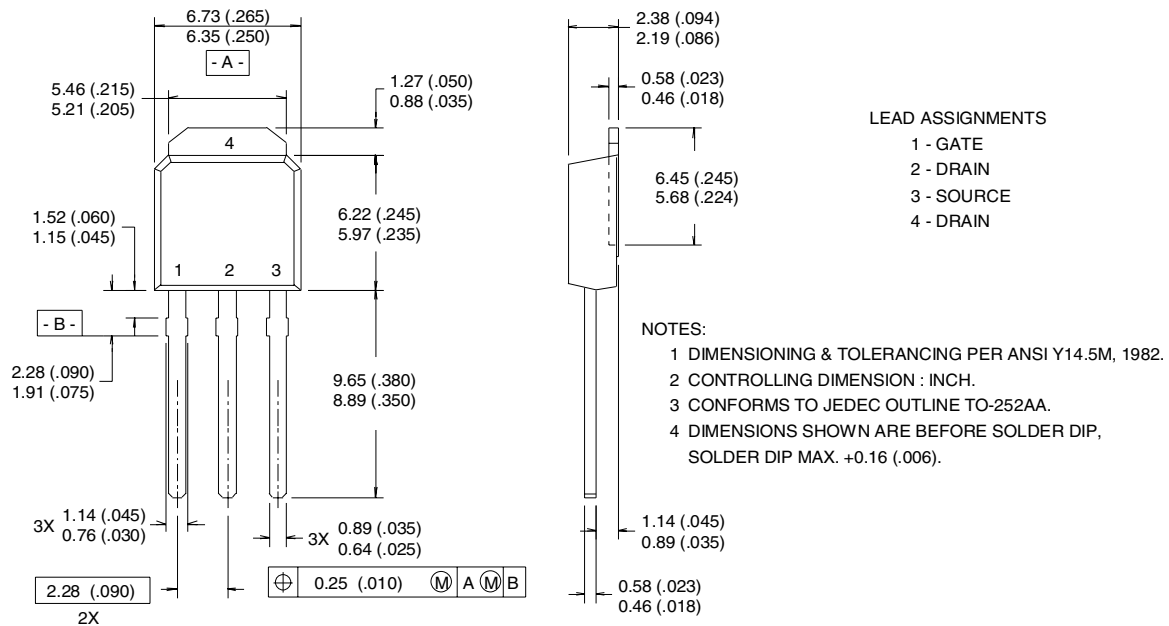 6.73 (.265)
6.35 (.250)
- A -
5.46 (.215)
5.21 (.205)
1.27 (.050)
0.88 (.035)
4
6.22 (.245)
5.97 (.235)
1.52 (.060)
1.15 (.045)
1 2 3
- B -
2.28 (.090)
1.91 (.075)
9.65 (.380)
8.89 (.350)
3X 1.14 (.045)
0.76 (.030)
3X 0.89 (.035)
0.64 (.025)
2.28 (.090)
2X
⌖ 0.25 (.010) Ⓜ A Ⓜ B
2.38 (.094)
2.19 (.086)
0.58 (.023)
0.46 (.018)
6.45 (.245)
5.68 (.224)
1.14 (.045)
0.89 (.035)
0.58 (.023)
0.46 (.018)
LEAD ASSIGNMENTS
1 - GATE
2 - DRAIN
3 - SOURCE
4 - DRAIN
NOTES:
1 DIMENSIONING & TOLERANCING PER ANSI Y14.5M, 1982.
2 CONTROLLING DIMENSION : INCH.
3 CONFORMS TO JEDEC OUTLINE TO-252AA.
4 DIMENSIONS SHOWN ARE BEFORE SOLDER DIP,
SOLDER DIP MAX. +0.16 (.006).